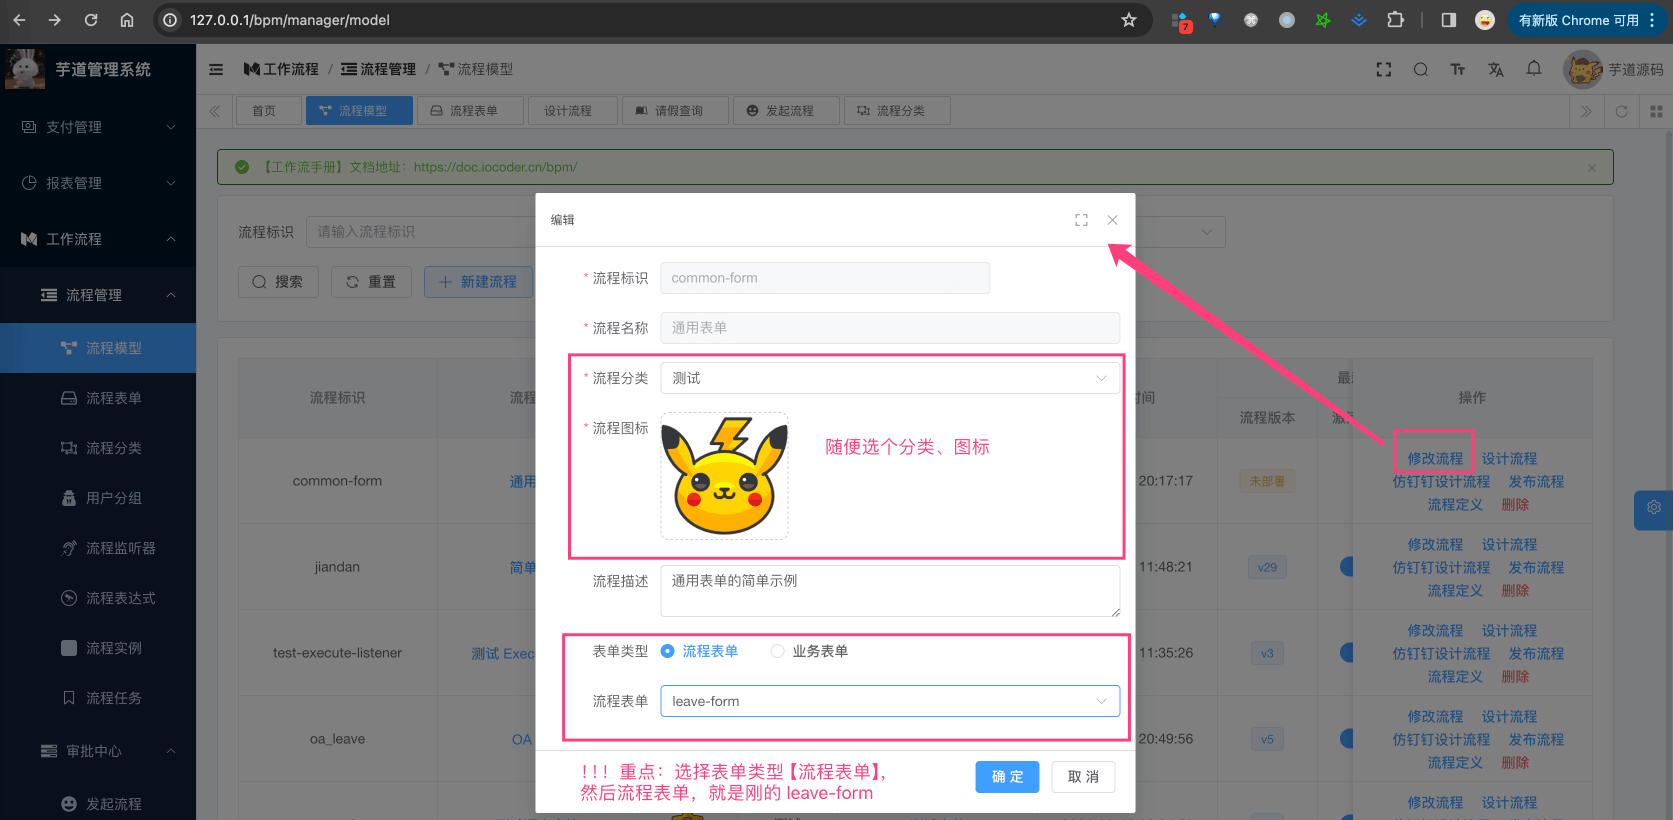 127.0.0.1/bpm/manager/model
7
有新版 Chrome 可用
芋道管理系统
工作流程 / 流程管理 / 流程模型
芋道源码
首页
流程模型
流程表单
设计流程
请假查询
发起流程
流程分类
支付管理
报表管理
工作流程
流程管理
流程模型
流程表单
流程分类
用户分组
流程监听器
流程表达式
流程实例
流程任务
审批中心
发起流程
【工作流手册】文档地址：https://doc.iocoder.cn/bpm/
流程标识
请输入流程标识
搜索
重置
新建流程
流程标识
流程
时间
最
流程版本
操作
common-form
通用
20:17:17
未部署
修改流程 设计流程
仿钉钉设计流程 发布流程
流程定义 删除
jiandan
简单
11:48:21
v29
修改流程 设计流程
仿钉钉设计流程 发布流程
流程定义 删除
test-execute-listener
测试 Exec
11:35:26
v3
修改流程 设计流程
仿钉钉设计流程 发布流程
流程定义 删除
oa_leave
OA
20:49:56
v5
修改流程 设计流程
仿钉钉设计流程 发布流程
流程定义 删除
修改流程 设计流程
编辑
* 流程标识
common-form
* 流程名称
通用表单
* 流程分类
测试
* 流程图标
随便选个分类、图标
流程描述
通用表单的简单示例
表单类型
流程表单
业务表单
流程表单
leave-form
！！！重点：选择表单类型【流程表单】，
然后流程表单，就是刚的 leave-form
确 定
取 消